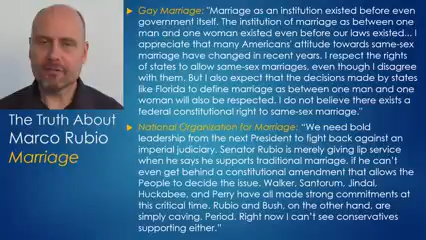 Gay Marriage: "Marriage as an institution existed before even
government itself. The institution of marriage as between one
man and one woman existed even before our laws existed... I
appreciate that many Americans' attitude towards same-sex
marriage have changed in recent years. I respect the rights
of states to allow same-sex marriages, even though I disagree
with them. But I also expect that the decisions made by states
like Florida to define marriage as between one man and one
woman will also be respected. I do not believe there exists a
federal constitutional right to same-sex marriage."
National Organization for Marriage: "We need bold
leadership from the next President to fight back against an
imperial judiciary. Senator Rubio is merely giving lip service
when he says he supports traditional marriage. if he can't
even get behind a constitutional amendment that allows the
People to decide the issue. Walker, Santorum, Jindal,
Huckabee, and Perry have all made strong commitments at
this critical time. Rubio and Bush, on the other hand, are
simply caving. Period. Right now I can't see conservatives
supporting either."
The Truth About
Marco Rubio
Marriage